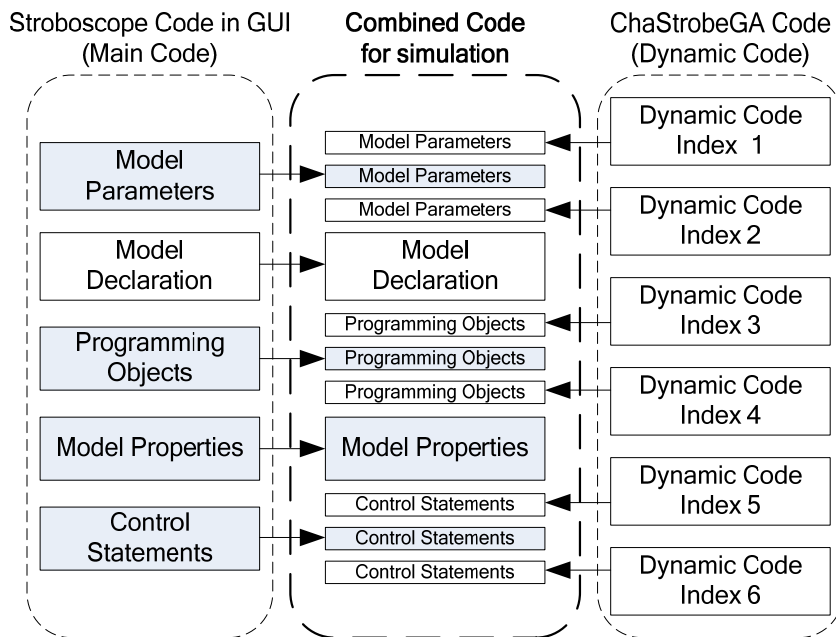 Stroboscope Code in GUI
(Main Code)
Model
Parameters
Model
Declaration
Programming
Objects
Model Properties
Control
Statements
Combined Code
for simulation
Model Parameters
Model Parameters
Model Parameters
Model
Declaration
Programming Objects
Programming Objects
Programming Objects
Model Properties
Control Statements
Control Statements
Control Statements
ChaStrobeGA Code
(Dynamic Code)
Dynamic Code
Index 1
Dynamic Code
Index 2
Dynamic Code
Index 3
Dynamic Code
Index 4
Dynamic Code
Index 5
Dynamic Code
Index 6